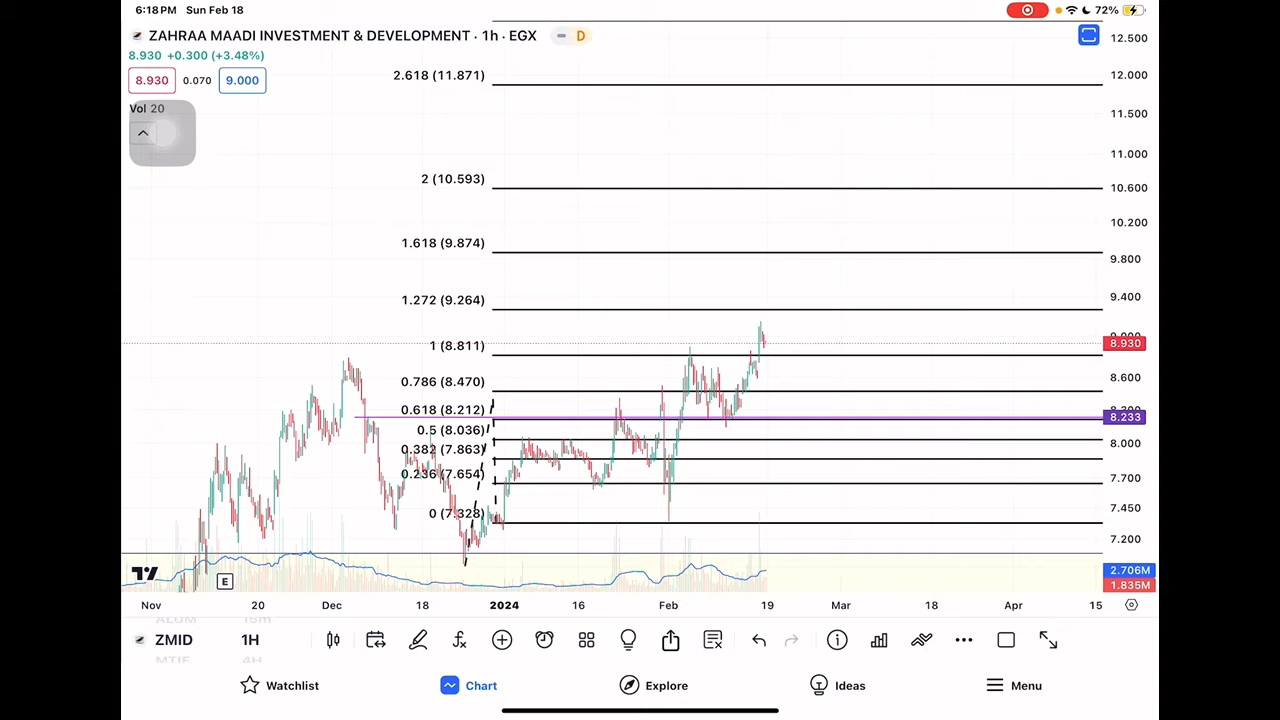 6:18 PM Sun Feb 18
72%
ZAHRAA MAADI INVESTMENT & DEVELOPMENT · 1h · EGX
D
8.930 +0.300 (+3.48%)
8.930 0.070 9.000
Vol 20
12.500
2.618 (11.871)
12.000
11.500
11.000
2 (10.593)
10.600
10.200
1.618 (9.874)
9.800
1.272 (9.264)
9.400
9.000
1 (8.811)
8.930
0.786 (8.470)
8.600
0.618 (8.212)
8.233
0.5 (8.036)
8.000
0.382 (7.863)
0.236 (7.654)
7.700
0 (7.328)
7.450
7.200
E
2.706M
1.835M
Nov 20 Dec 18 2024 16 Feb 19 Mar 18 Apr 15
ALUM 15m
ZMID 1H
4H
Watchlist Chart Explore Ideas Menu